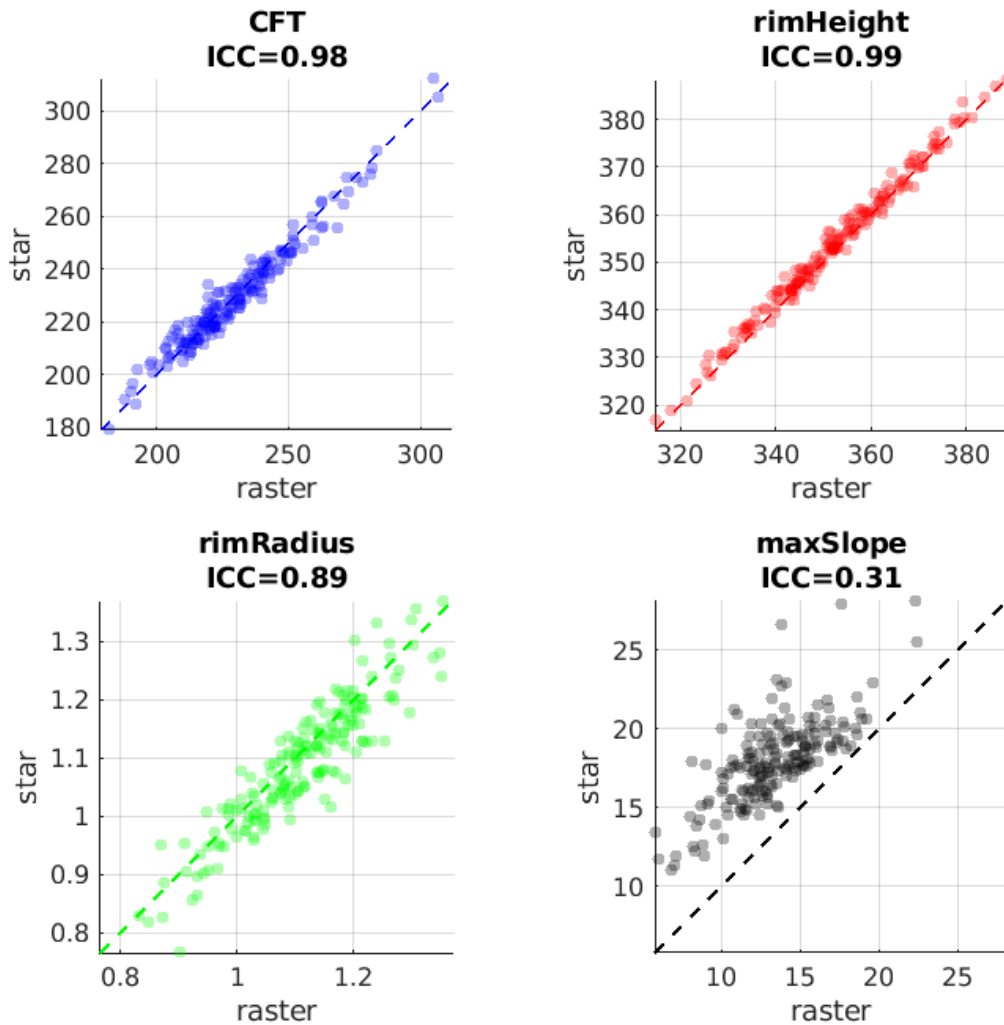 CFT
ICC=0.98
300
280
260
240
220
200
180
star
200 250 300
raster
rimHeight
ICC=0.99
380
370
360
350
340
330
320
star
320 340 360 380
raster
rimRadius
ICC=0.89
1.3
1.2
1.1
1
0.9
0.8
star
0.8 1 1.2
raster
maxSlope
ICC=0.31
25
20
15
10
star
10 15 20 25
raster